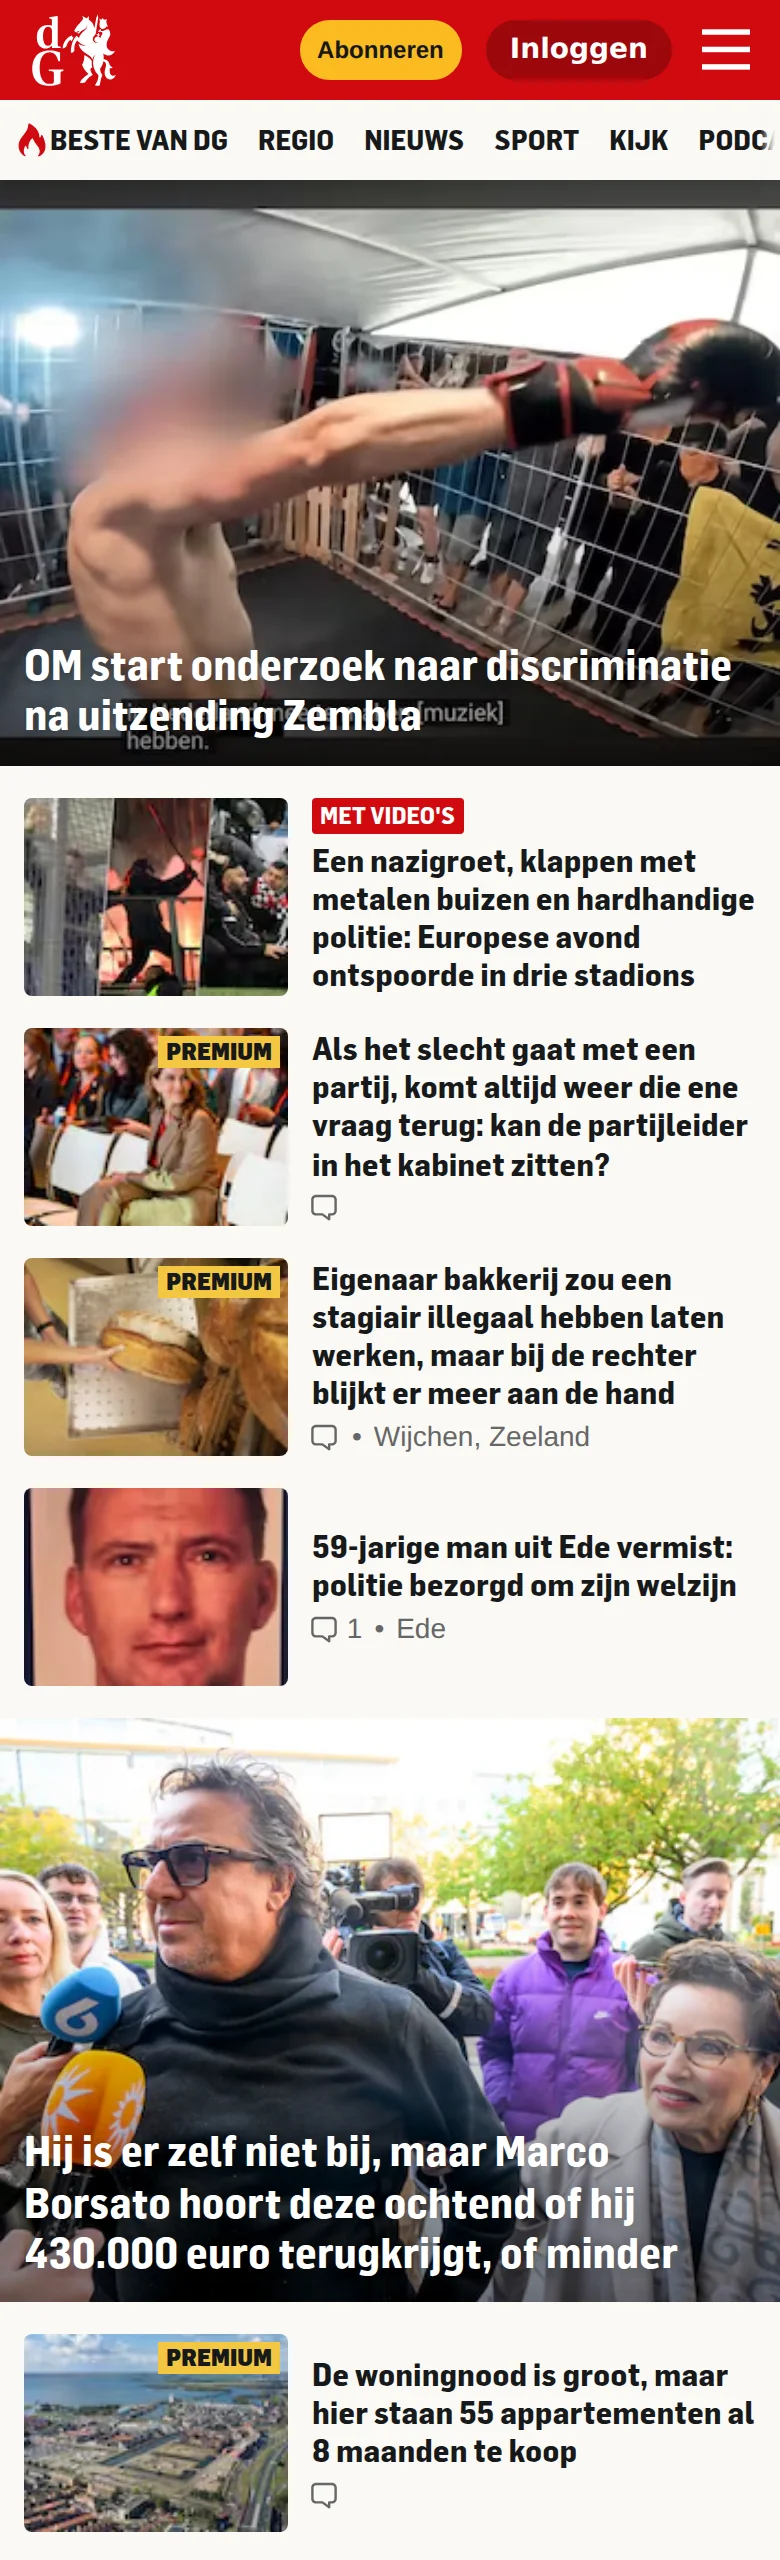 dG
Abonneren
Inloggen
BESTE VAN DG REGIO NIEUWS SPORT KIJK PODCA
OM start onderzoek naar discriminatie
na uitzending Zembla
[muziek]
hebben.
MET VIDEO'S
Een nazigroet, klappen met
metalen buizen en hardhandige
politie: Europese avond
ontspoorde in drie stadions
PREMIUM
Als het slecht gaat met een
partij, komt altijd weer die ene
vraag terug: kan de partijleider
in het kabinet zitten?
PREMIUM
Eigenaar bakkerij zou een
stagiair illegaal hebben laten
werken, maar bij de rechter
blijkt er meer aan de hand
• Wijchen, Zeeland
59-jarige man uit Ede vermist:
politie bezorgd om zijn welzijn
1 • Ede
Hij is er zelf niet bij, maar Marco
Borsato hoort deze ochtend of hij
430.000 euro terugkrijgt, of minder
PREMIUM
De woningnood is groot, maar
hier staan 55 appartementen al
8 maanden te koop